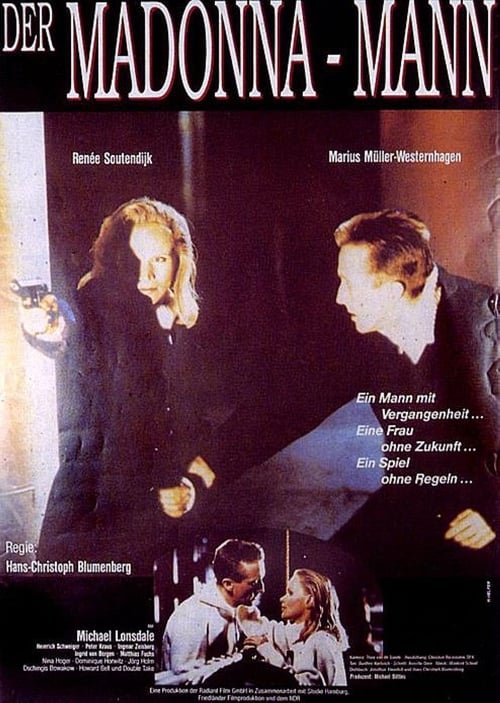 DER MADONNA - MANN
Renée Soutendijk
Marius Müller-Westernhagen
Ein Mann mit
Vergangenheit...
Eine Frau
ohne Zukunft...
Ein Spiel
ohne Regeln...
Regie:
Hans-Christoph Blumenberg
Michael Lonsdale
Heinrich Schweiger · Peter Kraus · Ingmar Zeisberg
Ingrid van Bergen · Matthias Fuchs
Nina Hoger · Dominique Horwitz · Jörg Holm
Dschingis Bowakow · Howard Bell und Double Take
Produzent: Michael
Eine Produktion der Radiant Film GmbH in Zusammenarbeit mit Studio Hamburg,
Friedländer Filmproduktion und dem NDR